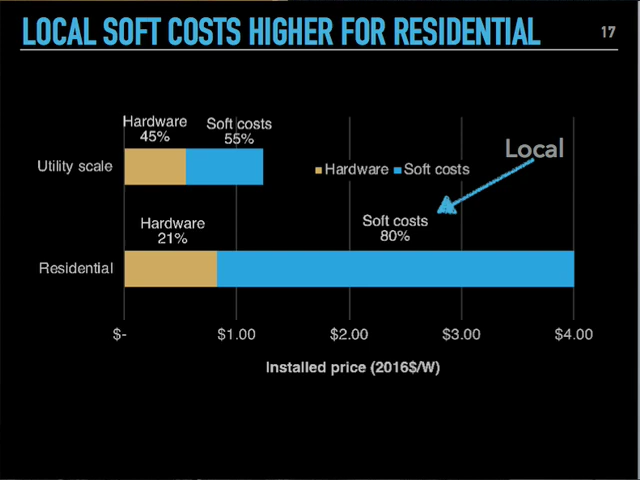 LOCAL SOFT COSTS HIGHER FOR RESIDENTIAL
17
Hardware
45%
Soft costs
55%
Utility scale
Hardware
Soft costs
Local
Hardware
21%
Soft costs
80%
Residential
$-
$1.00
$2.00
$3.00
$4.00
Installed price (2016$/W)